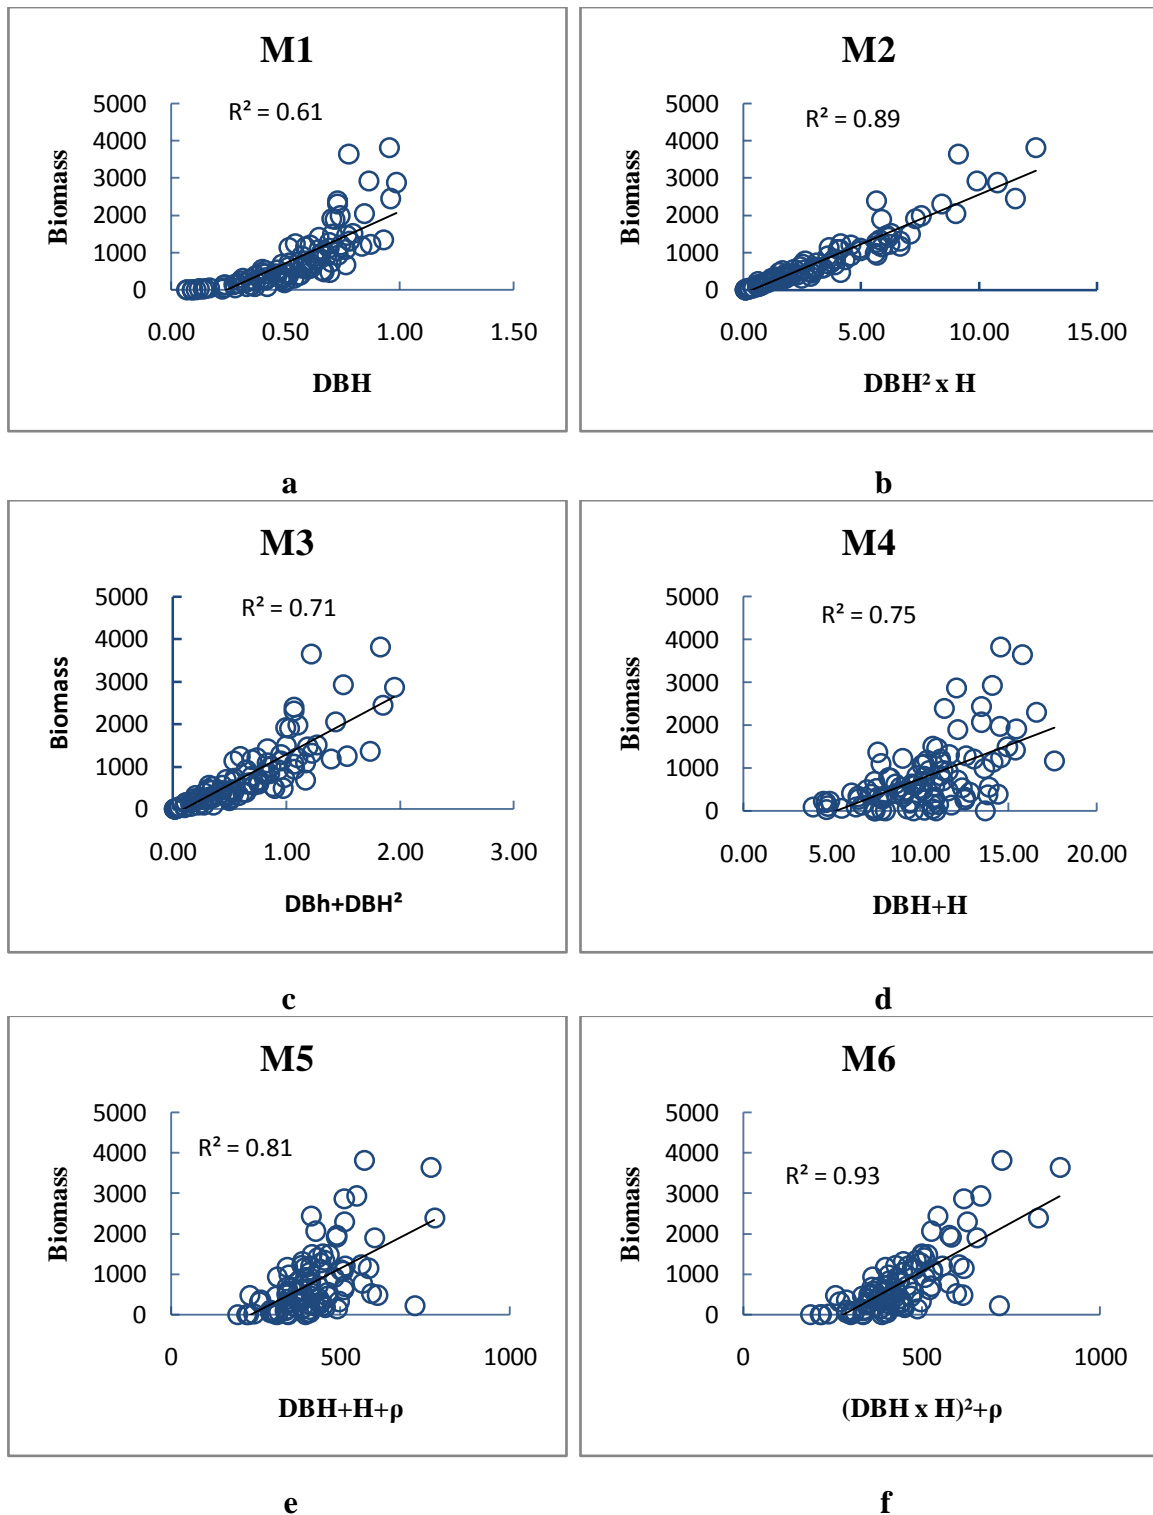 M1
R² = 0.61
5000
4000
3000
2000
1000
0
Biomass
0.00 0.50 1.00 1.50
DBH
a
M2
R² = 0.89
5000
4000
3000
2000
1000
0
Biomass
0.00 5.00 10.00 15.00
DBH² x H
b
M3
R² = 0.71
5000
4000
3000
2000
1000
0
Biomass
0.00 1.00 2.00 3.00
DBh+DBH²
c
M4
R² = 0.75
5000
4000
3000
2000
1000
0
Biomass
0.00 5.00 10.00 15.00 20.00
DBH+H
d
M5
R² = 0.81
5000
4000
3000
2000
1000
0
Biomass
0 500 1000
DBH+H+ρ
e
M6
R² = 0.93
5000
4000
3000
2000
1000
0
Biomass
0 500 1000
(DBH x H)²+ρ
f